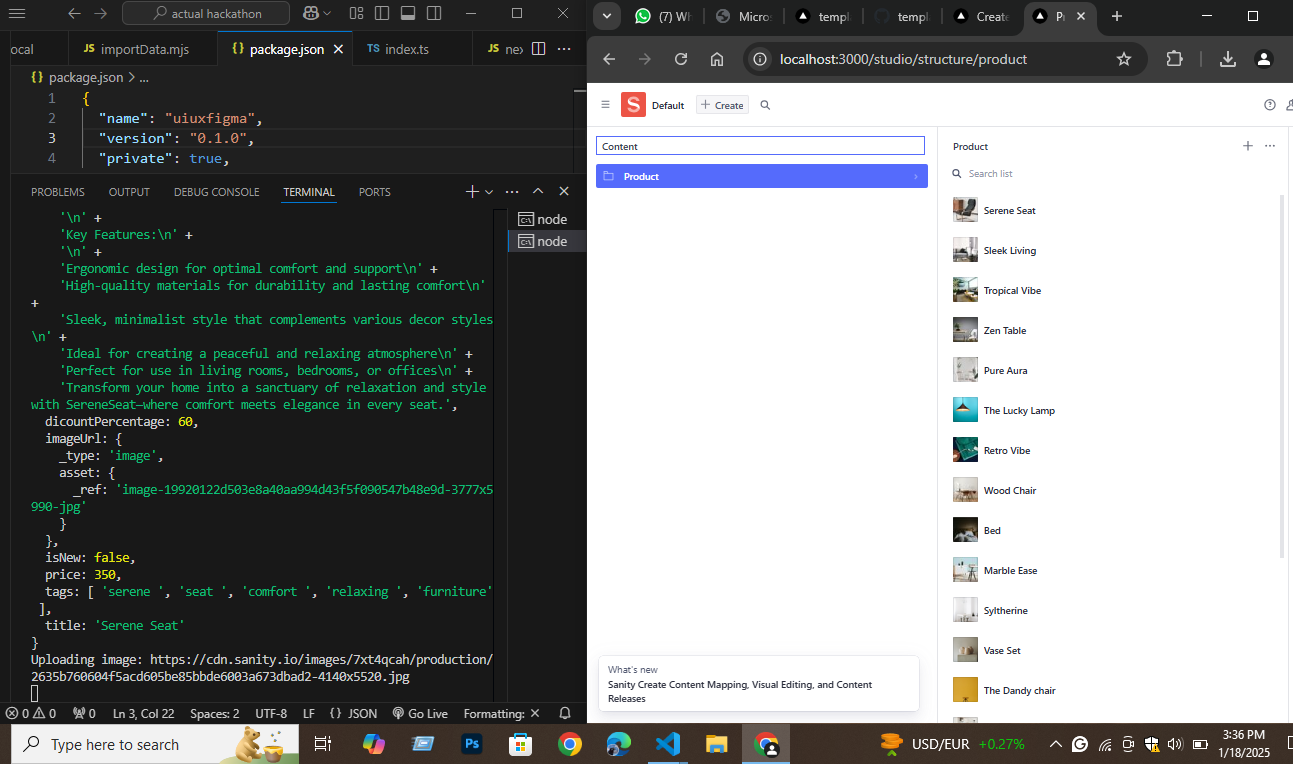 actual hackathon
ocal
JS importData.mjs
{} package.json
TS index.ts
JS nex
{} package.json > ...
1 {
2 "name": "uiuxfigma",
3 "version": "0.1.0",
4 "private": true,
PROBLEMS OUTPUT DEBUG CONSOLE TERMINAL PORTS
node
node
'\n' +
'Key Features:\n' +
'\n' +
'Ergonomic design for optimal comfort and support\n' +
'High-quality materials for durability and lasting comfort\n'
+
'Sleek, minimalist style that complements various decor styles
\n' +
'Ideal for creating a peaceful and relaxing atmosphere\n' +
'Perfect for use in living rooms, bedrooms, or offices\n' +
'Transform your home into a sanctuary of relaxation and style
with SereneSeat—where comfort meets elegance in every seat.',
dicountPercentage: 60,
imageUrl: {
_type: 'image',
asset: {
_ref: 'image-19920122d503e8a40aa994d43f5f090547b48e9d-3777x5
990-jpg'
}
},
isNew: false,
price: 350,
tags: [ 'serene ', 'seat ', 'comfort ', 'relaxing ', 'furniture'
],
title: 'Serene Seat'
}
Uploading image: https://cdn.sanity.io/images/7xt4qcah/production/
2635b760604f5acd605be85bbde6003a673dbad2-4140x5520.jpg
0 0 0 Ln 3, Col 22 Spaces: 2 UTF-8 LF {} JSON Go Live Formatting: ✕
(7) Wh
Micros
templ
templ
Create
Pr
localhost:3000/studio/structure/product
S Default + Create
Content
Product
Product
Search list
Serene Seat
Sleek Living
Tropical Vibe
Zen Table
Pure Aura
The Lucky Lamp
Retro Vibe
Wood Chair
Bed
Marble Ease
Syltherine
Vase Set
The Dandy chair
What's new
Sanity Create Content Mapping, Visual Editing, and Content
Releases
Type here to search
Ps
USD/EUR +0.27%
3:36 PM
1/18/2025